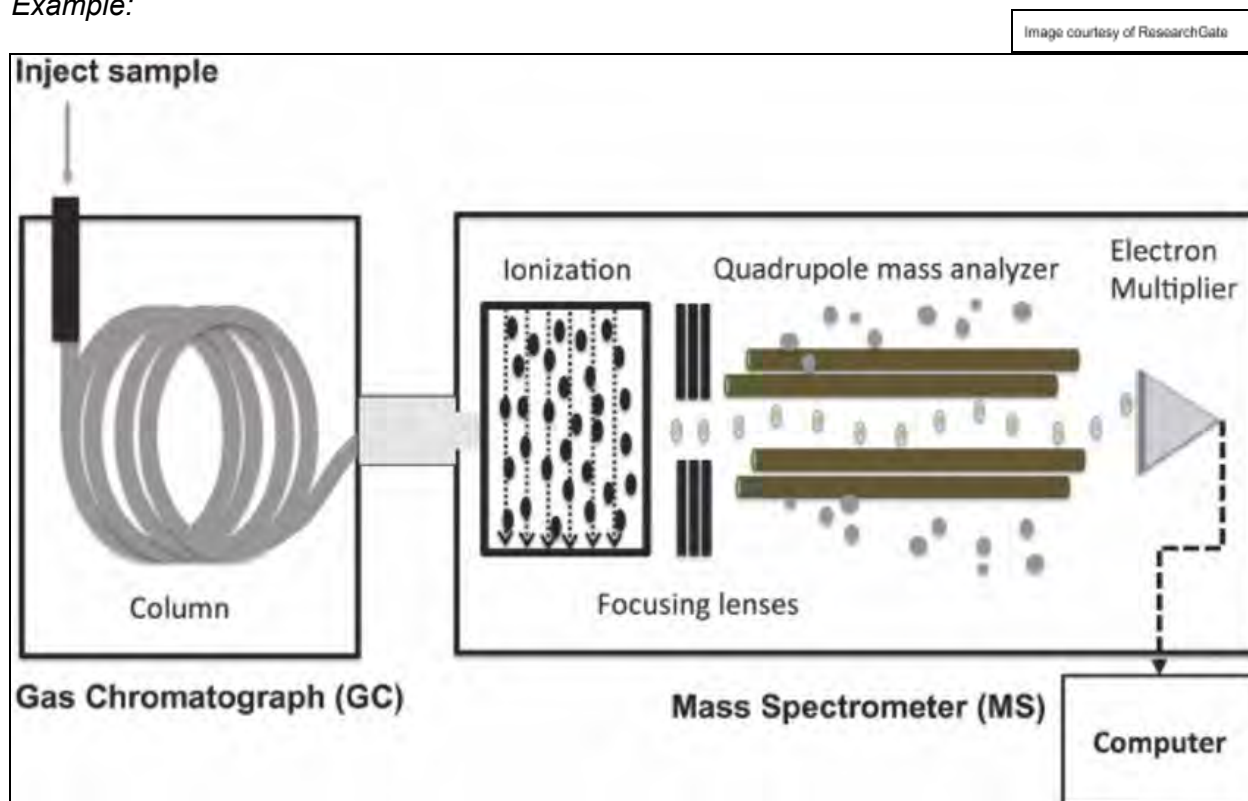 Example:
Image courtesy of ResearchGate
Inject sample
Ionization
Quadrupole mass analyzer
Electron
Multiplier
Column
Focusing lenses
Gas Chromatograph (GC)
Mass Spectrometer (MS)
Computer